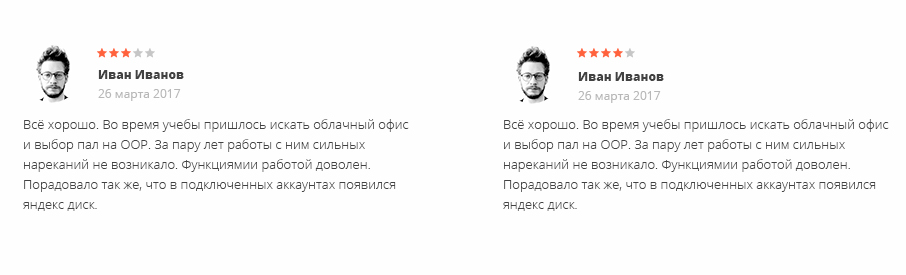 Иван Иванов
26 марта 2017
Всё хорошо. Во время учебы пришлось искать облачный офис
и выбор пал на ООР. За пару лет работы с ним сильных
нареканий не возникало. Функциямии работой доволен.
Порадовало так же, что в подключенных аккаунтах появился
яндекс диск.
Иван Иванов
26 марта 2017
Всё хорошо. Во время учебы пришлось искать облачный офис
и выбор пал на ООР. За пару лет работы с ним сильных
нареканий не возникало. Функциямии работой доволен.
Порадовало так же, что в подключенных аккаунтах появился
яндекс диск.